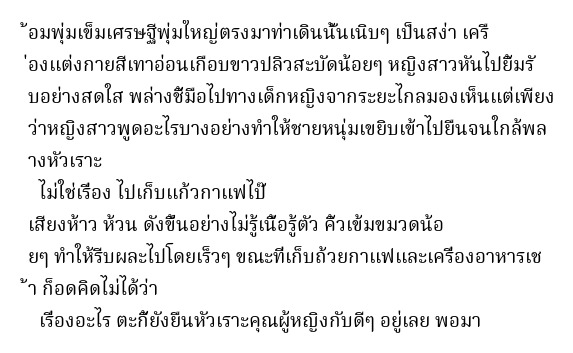 ้อมพุ่มเข็มเศรษฐีพุ่มใหญ่ตรงมาท่าเดินนั้นเนิบๆ เป็นสง่า เครื
่องแต่งกายสีเทาอ่อนเกือบขาวปลิวสะบัดน้อยๆ หญิงสาวหันไปยิ้มรั
บอย่างสดใส พล่างชี้มือไปทางเด็กหญิงจากระยะไกลมองเห็นแต่เพียง
ว่าหญิงสาวพูดอะไรบางอย่างทำให้ชายหนุ่มเขยิบเข้าไปยืนจนใกล้พล
างหัวเราะ
ไม่ใช่เรื่อง ไปเก็บแก้วกาแฟไป๊
เสียงห้าว ห้วน ดังขึ้นอย่างไม่รู้เนื้อรู้ตัว คิ้วเข้มขมวดน้อ
ยๆ ทำให้รีบผละไปโดยเร็วๆ ขณะที่เก็บถ้วยกาแฟและเครื่องอาหารเช
้า ก็อดคิดไม่ได้ว่า
เรื่องอะไร ตะกี้ยังยืนหัวเราะคุณผู้หญิงกับดีๆ อยู่เลย พอมา